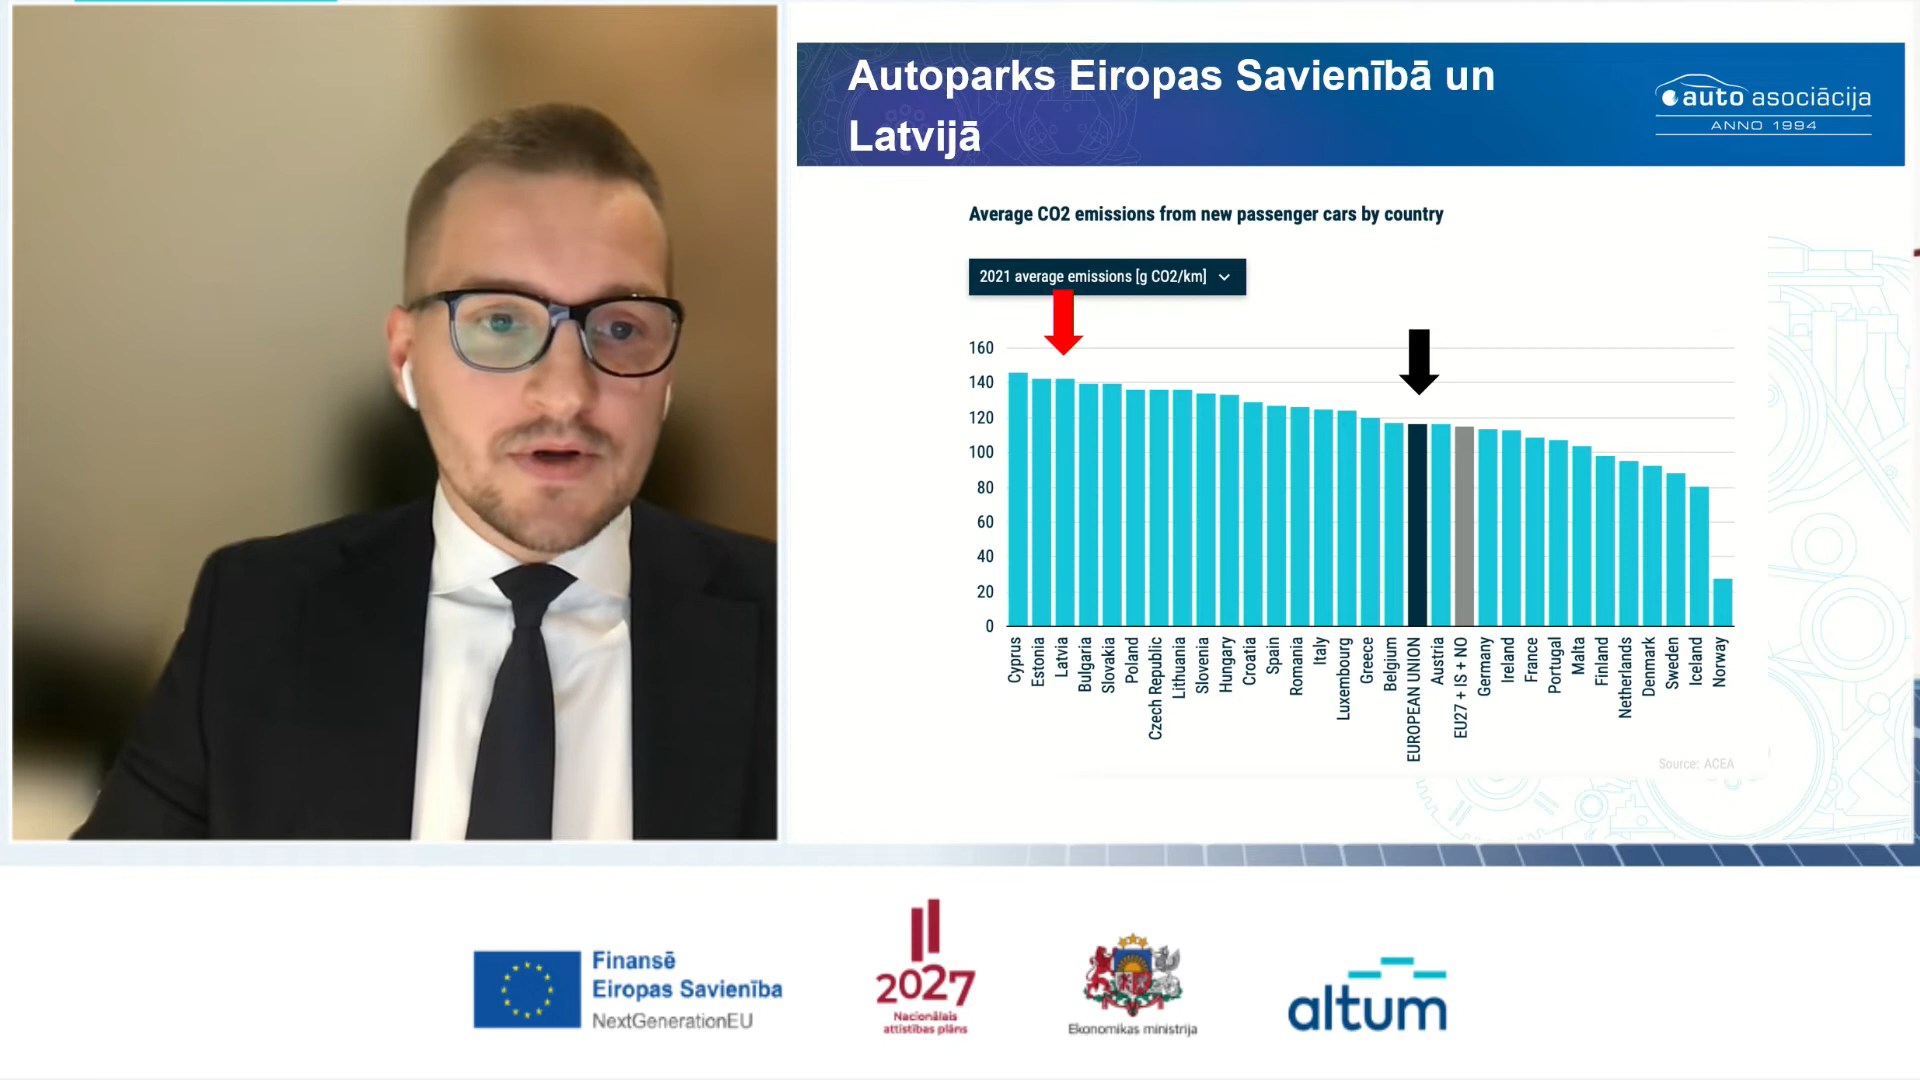 Autoparks Eiropas Savienībā un
Latvijā
auto asociācija
ANNO 1994
Average CO2 emissions from new passenger cars by country
2021 average emissions [g CO2/km]
160
140
120
100
80
60
40
20
0
Cyprus
Estonia
Latvia
Bulgaria
Slovakia
Poland
Czech Republic
Lithuania
Slovenia
Hungary
Croatia
Spain
Romania
Italy
Luxembourg
Greece
Belgium
EUROPEAN UNION
Austria
EU27 + IS + NO
Germany
Ireland
France
Portugal
Malta
Finland
Netherlands
Denmark
Sweden
Iceland
Norway
Source: ACEA
Finansē
Eiropas Savienība
NextGenerationEU
2027
Nacionālais
attīstības plāns
Ekonomikas ministrija
altum